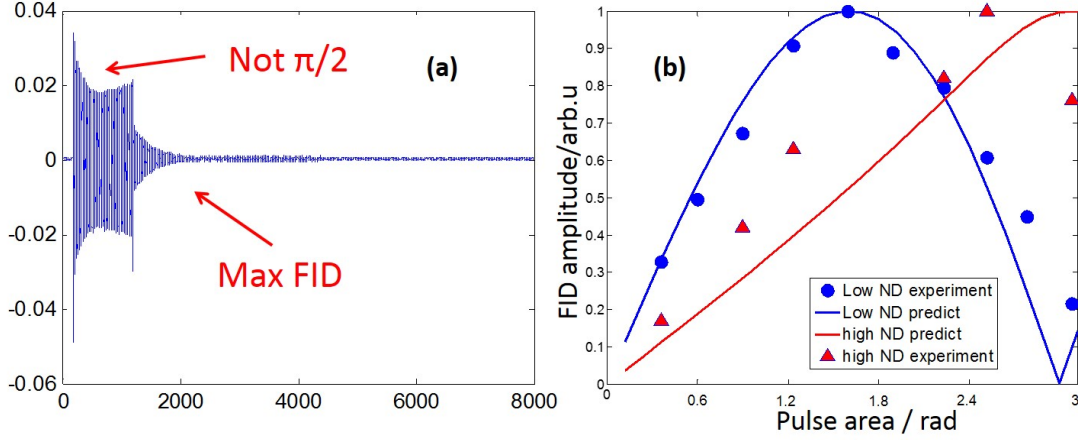 0.04
0.02
0
-0.02
-0.04
-0.06
0
2000
4000
6000
8000
Not π/2
Max FID
(a)
1
0.9
0.8
0.7
0.6
0.5
0.4
0.3
0.2
0.1
0
0
0.6
1.2
1.8
2.4
3
FID amplitude/arb.u
Pulse area / rad
(b)
Low ND experiment
Low ND predict
high ND predict
high ND experiment